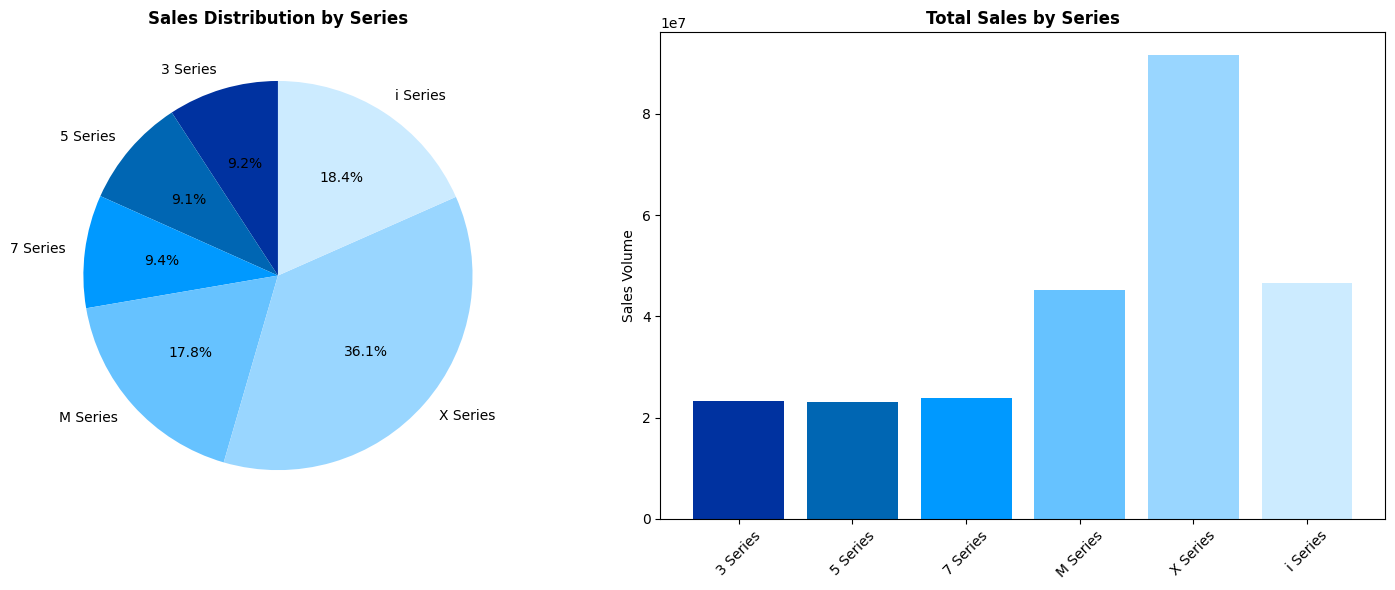 Sales Distribution by Series
3 Series
5 Series
7 Series
M Series
X Series
i Series
9.2%
9.1%
9.4%
17.8%
36.1%
18.4%
Total Sales by Series
1e7
Sales Volume
8
6
4
2
0
3 Series
5 Series
7 Series
M Series
X Series
i Series